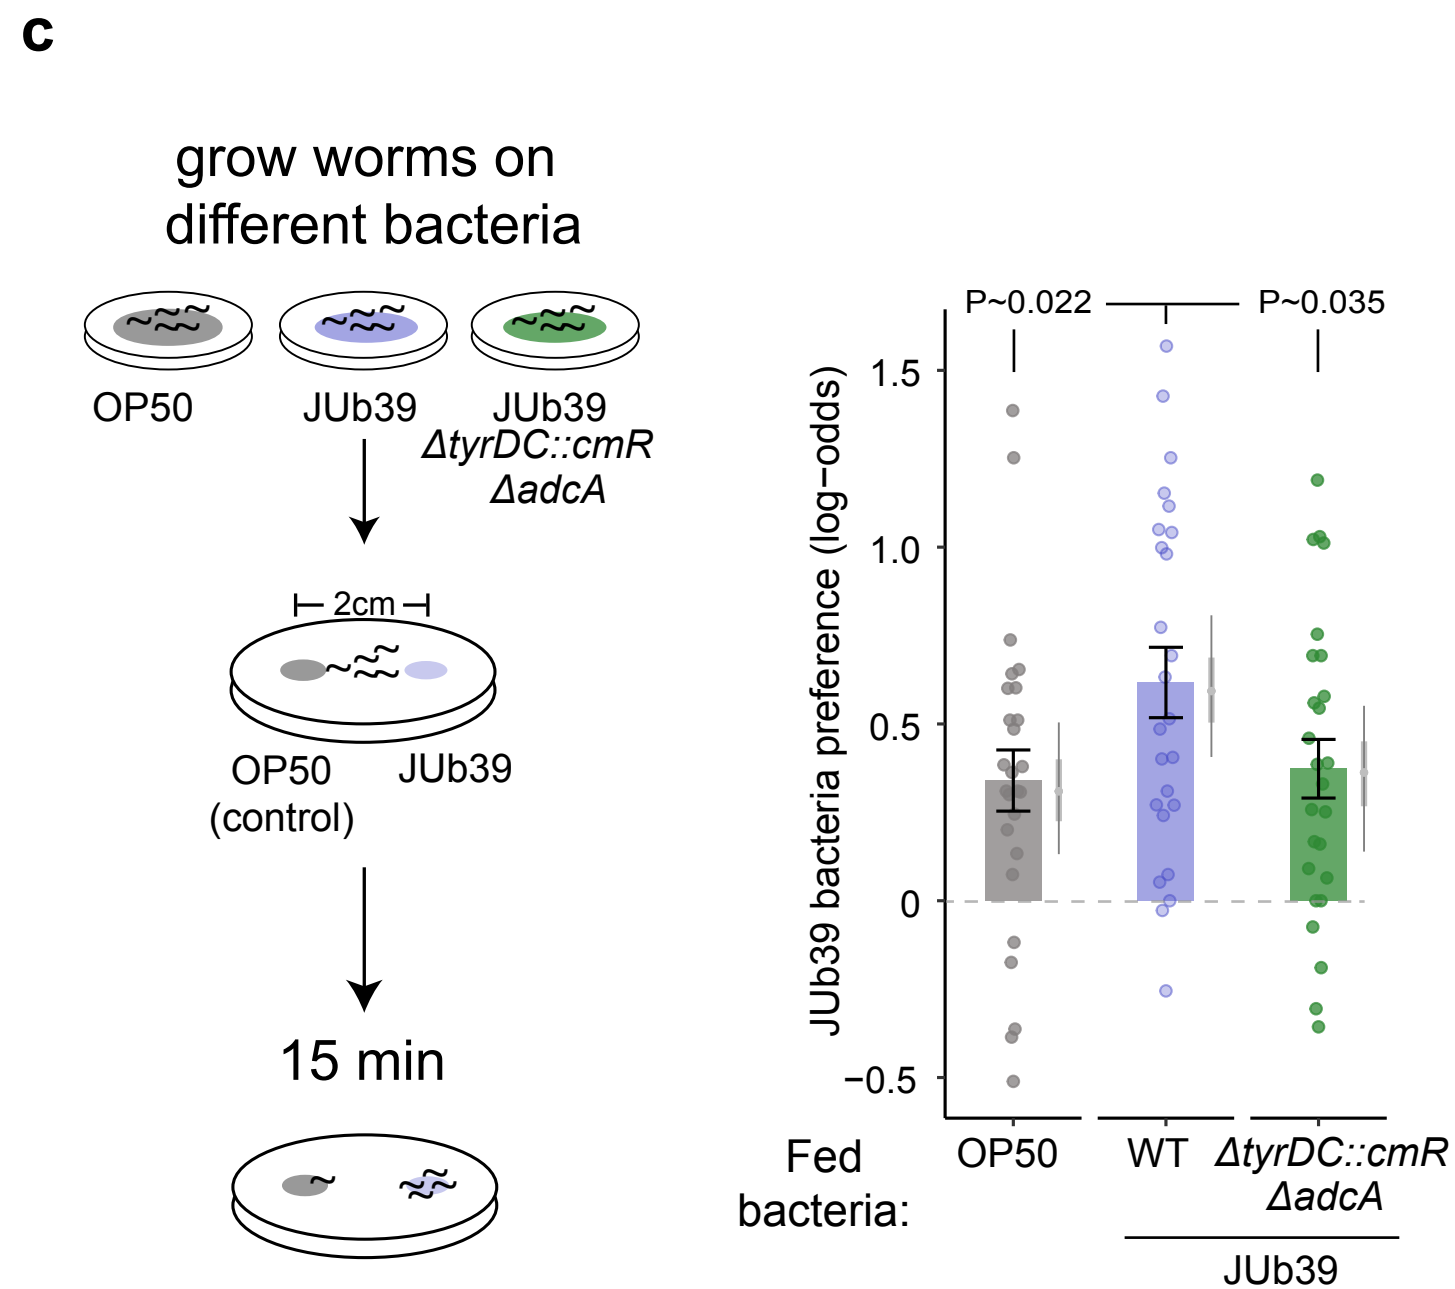 c
grow worms on
different bacteria
OP50
JUb39
JUb39
ΔtyrDC::cmR
ΔadcA
2cm
OP50
(control)
JUb39
15 min
P~0.022
P~0.035
JUb39 bacteria preference (log−odds)
1.5
1.0
0.5
0
−0.5
Fed
bacteria:
OP50
WT
ΔtyrDC::cmR
ΔadcA
JUb39